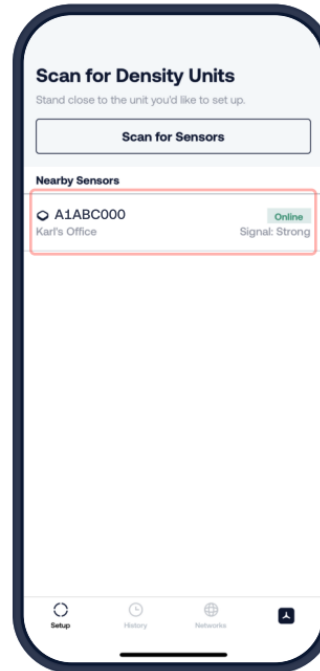 Scan for Density Units
Stand close to the unit you'd like to set up.
Scan for Sensors
Nearby Sensors
A1ABC000
Online
Karl's Office
Signal: Strong
Setup
History
Networks